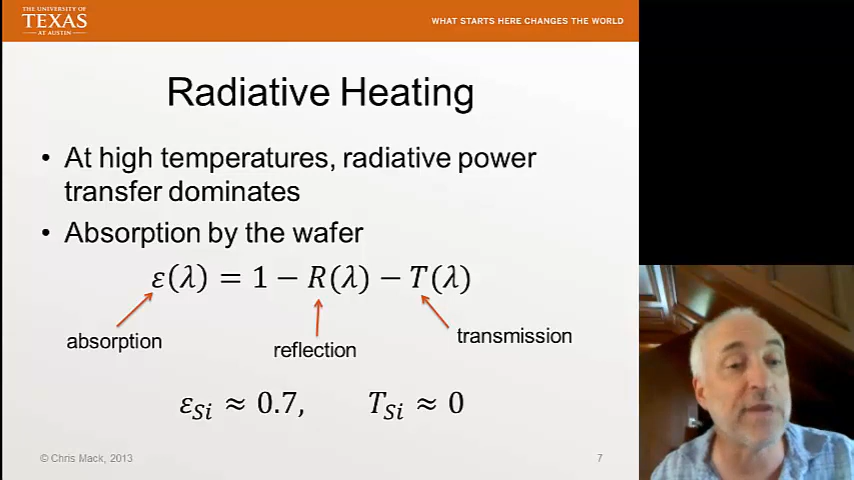 THE UNIVERSITY OF
TEXAS
AT AUSTIN
WHAT STARTS HERE CHANGES THE WORLD
Radiative Heating
• At high temperatures, radiative power
transfer dominates
• Absorption by the wafer
ε(λ) = 1 − R(λ) − T(λ)
absorption
reflection
transmission
ε_Si ≈ 0.7, T_Si ≈ 0
© Chris Mack, 2013
7